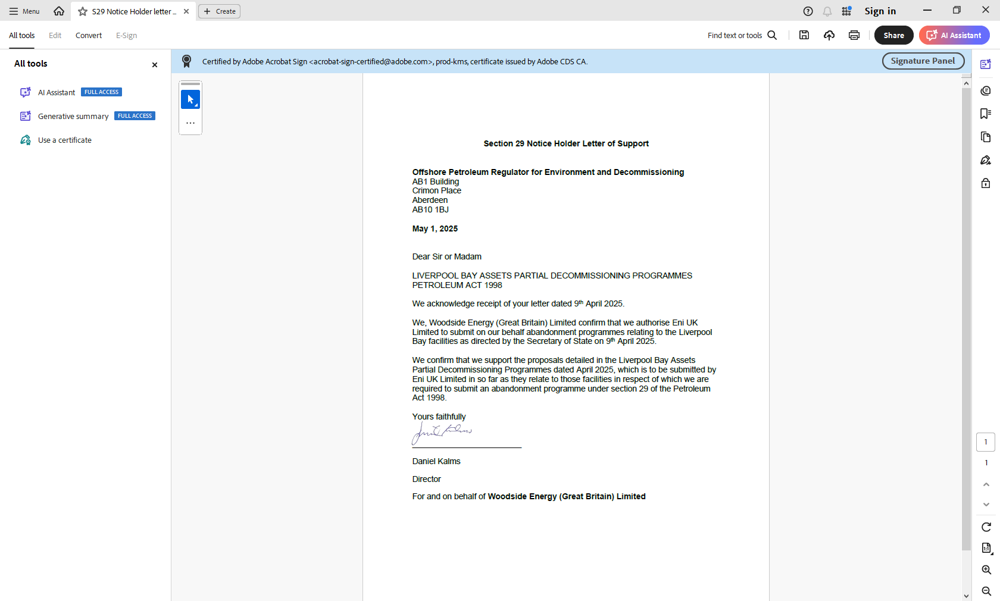 Menu
S29 Notice Holder letter ...
Create
Sign in
All tools
Edit
Convert
E-Sign
Find text or tools
Share
AI Assistant
All tools
Certified by Adobe Acrobat Sign <acrobat-sign-certified@adobe.com>, prod-kms, certificate issued by Adobe CDS CA.
Signature Panel
AI Assistant FULL ACCESS
Generative summary FULL ACCESS
Use a certificate
Section 29 Notice Holder Letter of Support
Offshore Petroleum Regulator for Environment and Decommissioning
AB1 Building
Crimon Place
Aberdeen
AB10 1BJ
May 1, 2025
Dear Sir or Madam
LIVERPOOL BAY ASSETS PARTIAL DECOMMISSIONING PROGRAMMES
PETROLEUM ACT 1998
We acknowledge receipt of your letter dated 9th April 2025.
We, Woodside Energy (Great Britain) Limited confirm that we authorise Eni UK
Limited to submit on our behalf abandonment programmes relating to the Liverpool
Bay facilities as directed by the Secretary of State on 9th April 2025.
We confirm that we support the proposals detailed in the Liverpool Bay Assets
Partial Decommissioning Programmes dated April 2025, which is to be submitted by
Eni UK Limited in so far as they relate to those facilities in respect of which we are
required to submit an abandonment programme under section 29 of the Petroleum
Act 1998.
Yours faithfully
Daniel Kalms
Director
For and on behalf of Woodside Energy (Great Britain) Limited
1
1
1:1